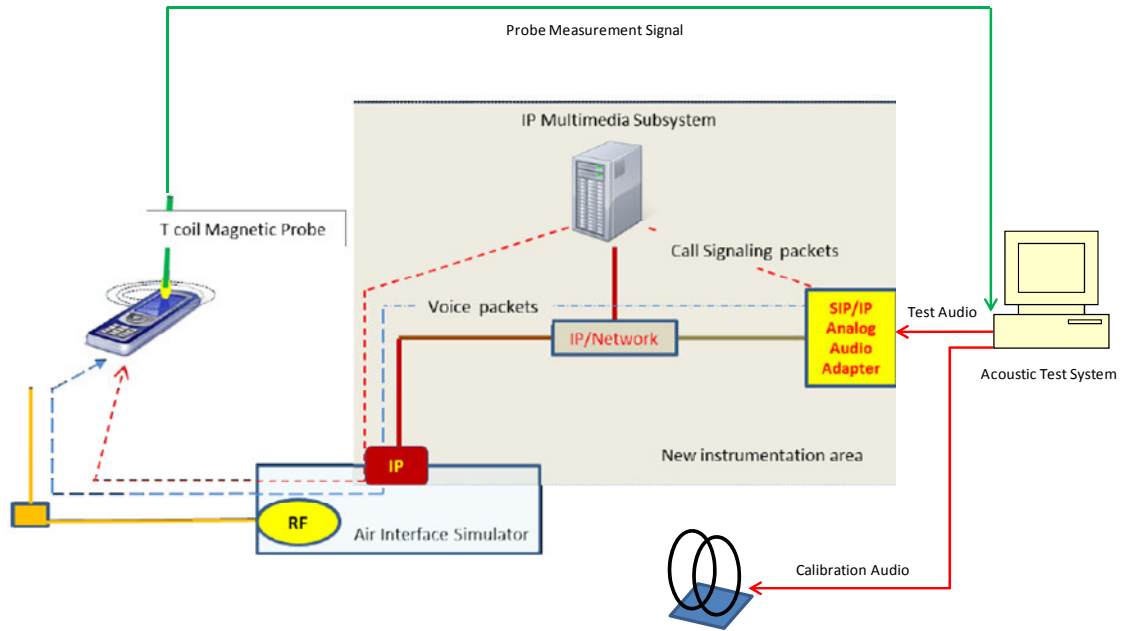 Probe Measurement Signal
IP Multimedia Subsystem
T coil Magnetic Probe
Call Signaling packets
Voice packets
SIP/IP
Analog
Audio
Adapter
Test Audio
IP/Network
Acoustic Test System
New instrumentation area
IP
RF
Air Interface Simulator
Calibration Audio